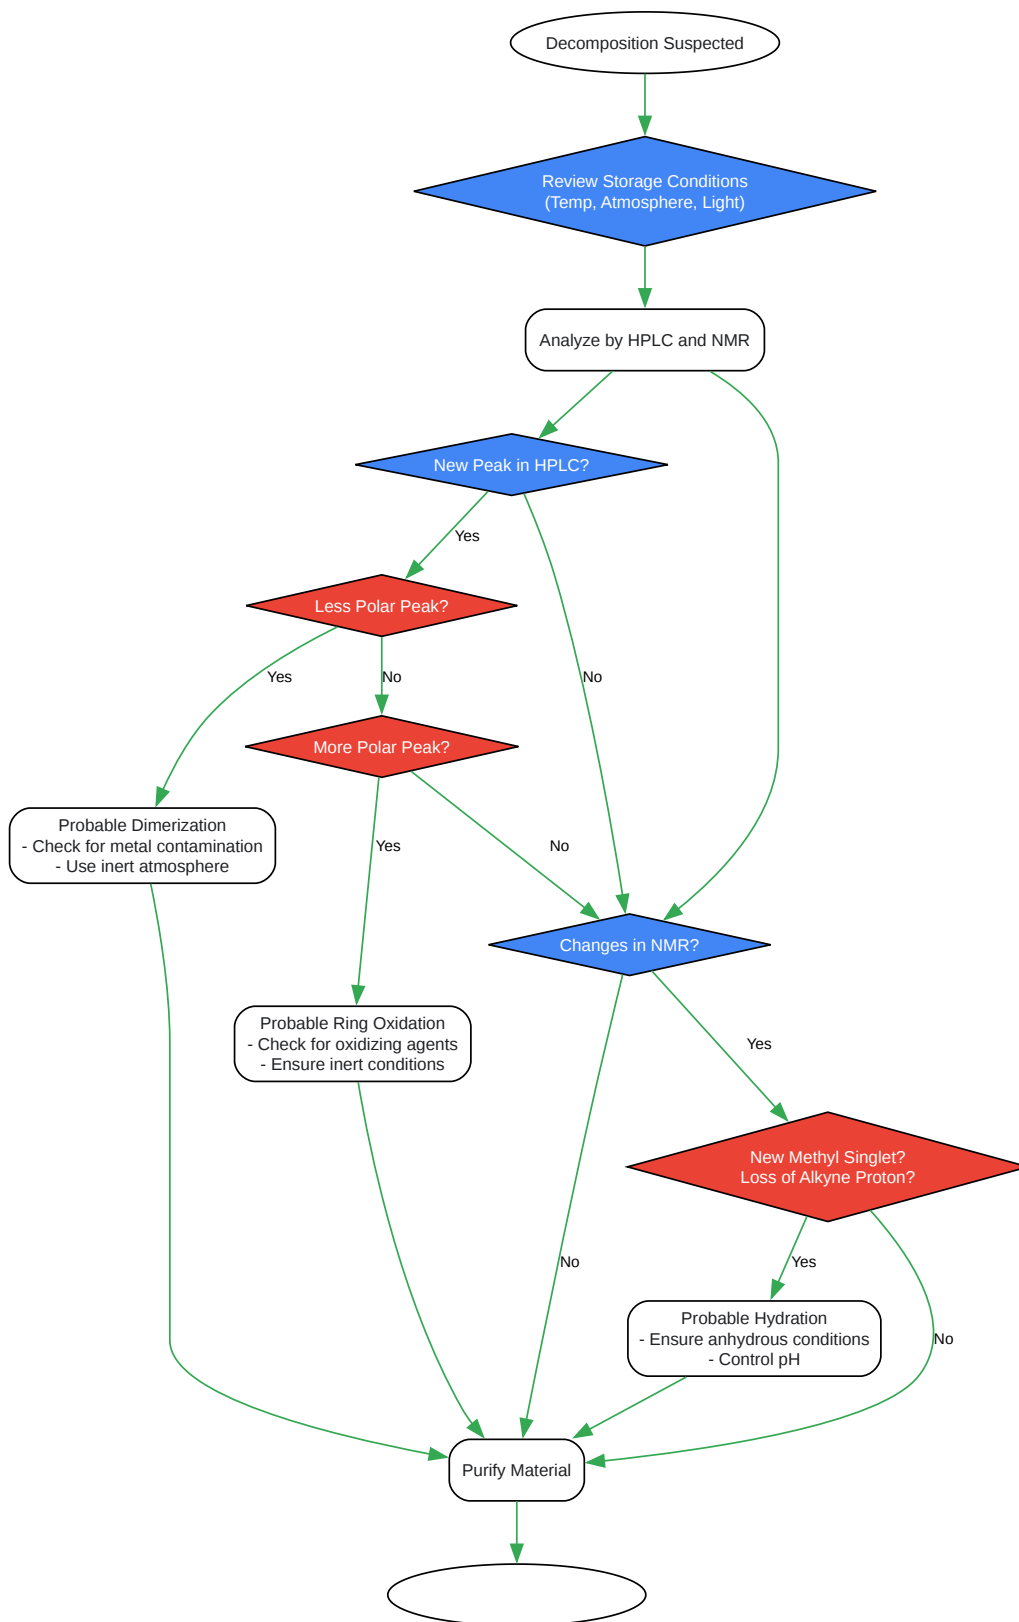 Decomposition Suspected
Review Storage Conditions
(Temp, Atmosphere, Light)
Analyze by HPLC and NMR
New Peak in HPLC?
Yes
Less Polar Peak?
Yes
No
No
More Polar Peak?
Probable Dimerization
- Check for metal contamination
- Use inert atmosphere
Yes
No
Changes in NMR?
Probable Ring Oxidation
- Check for oxidizing agents
- Ensure inert conditions
Yes
New Methyl Singlet?
Loss of Alkyne Proton?
No
Yes
Probable Hydration
- Ensure anhydrous conditions
- Control pH
No
Purify Material